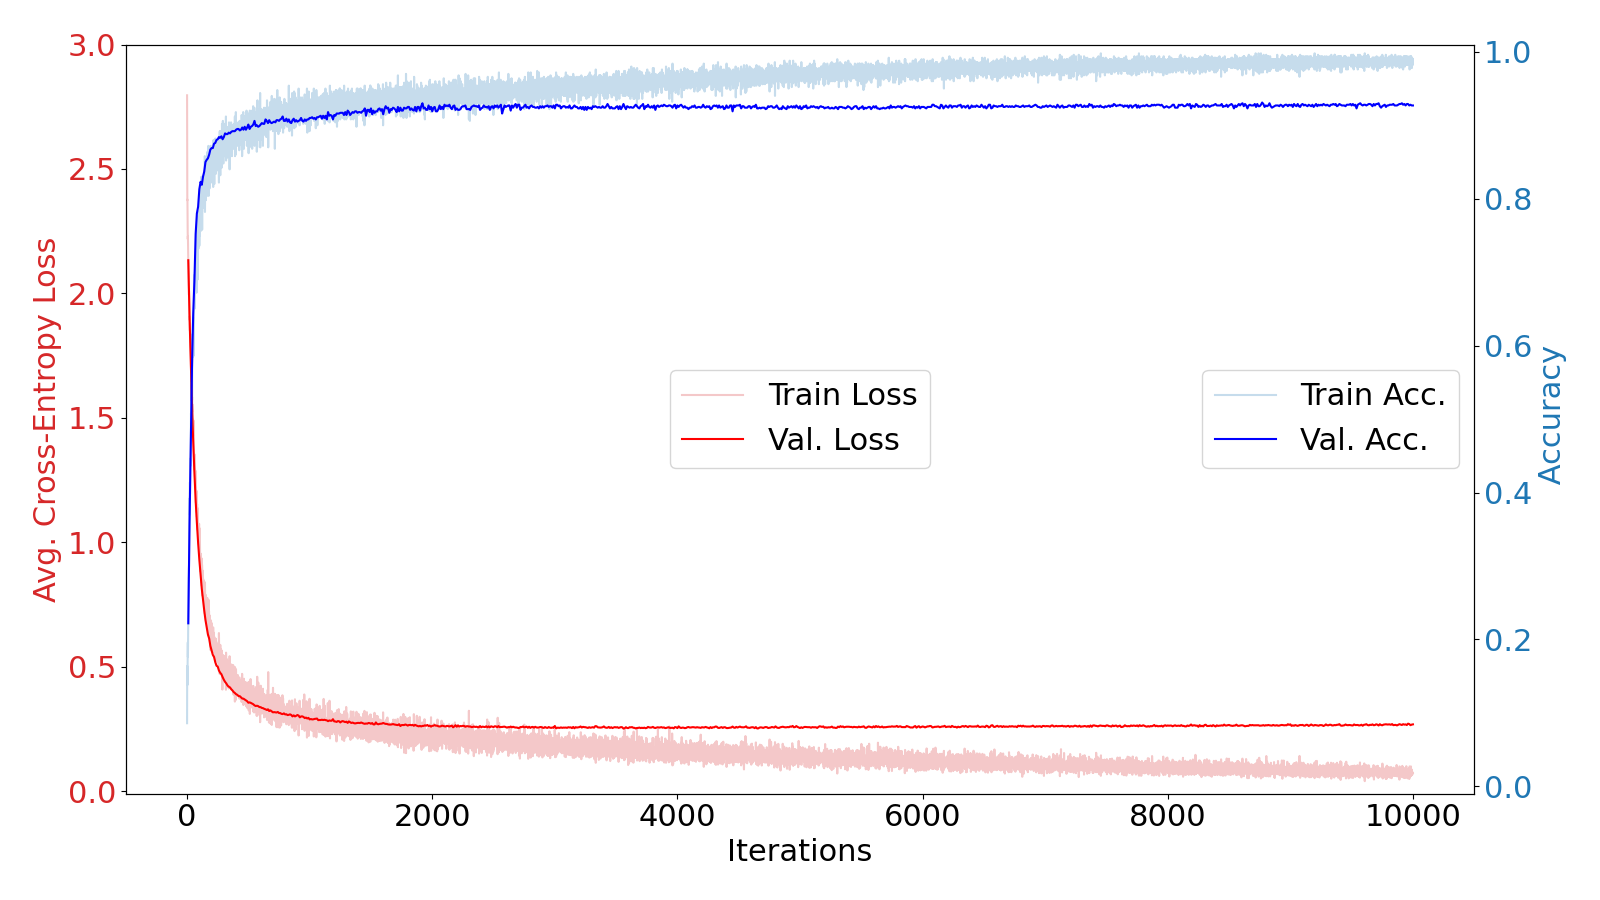 3.0
2.5
2.0
1.5
1.0
0.5
0.0
Avg. Cross-Entropy Loss
1.0
0.8
0.6
0.4
0.2
0.0
Accuracy
Train Loss
Val. Loss
Train Acc.
Val. Acc.
0 2000 4000 6000 8000 10000
Iterations